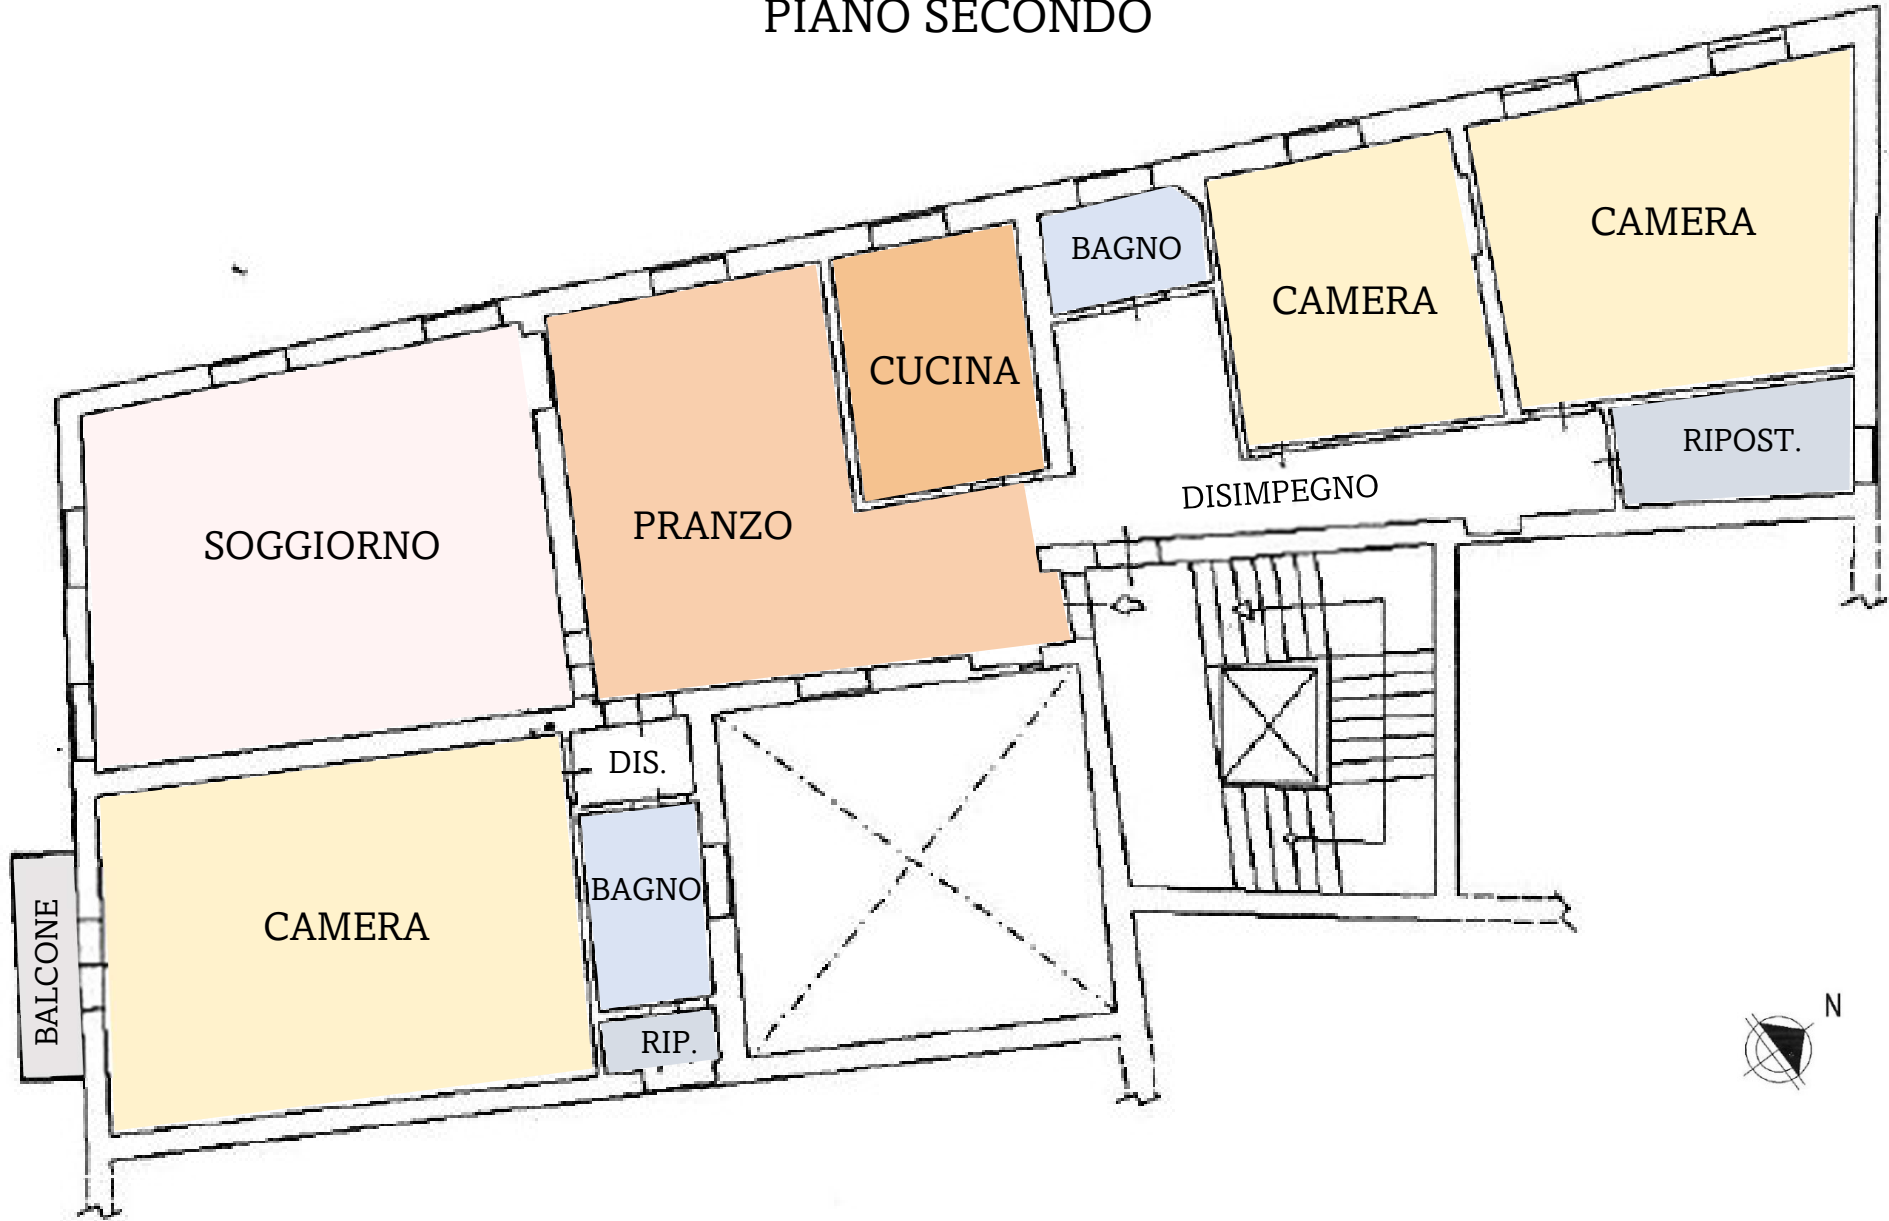 PIANO SECONDO
CAMERA
BAGNO
CAMERA
CUCINA
RIPOST.
DISIMPEGNO
PRANZO
SOGGIORNO
DIS.
BAGNO
CAMERA
BALCONE
RIP.
N